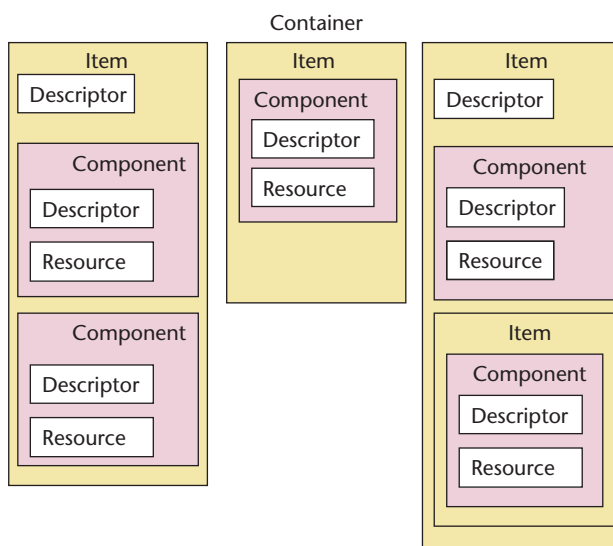 Container
Item
Descriptor
Component
Descriptor
Resource
Component
Descriptor
Resource
Item
Component
Descriptor
Resource
Item
Descriptor
Component
Descriptor
Resource
Item
Component
Descriptor
Resource